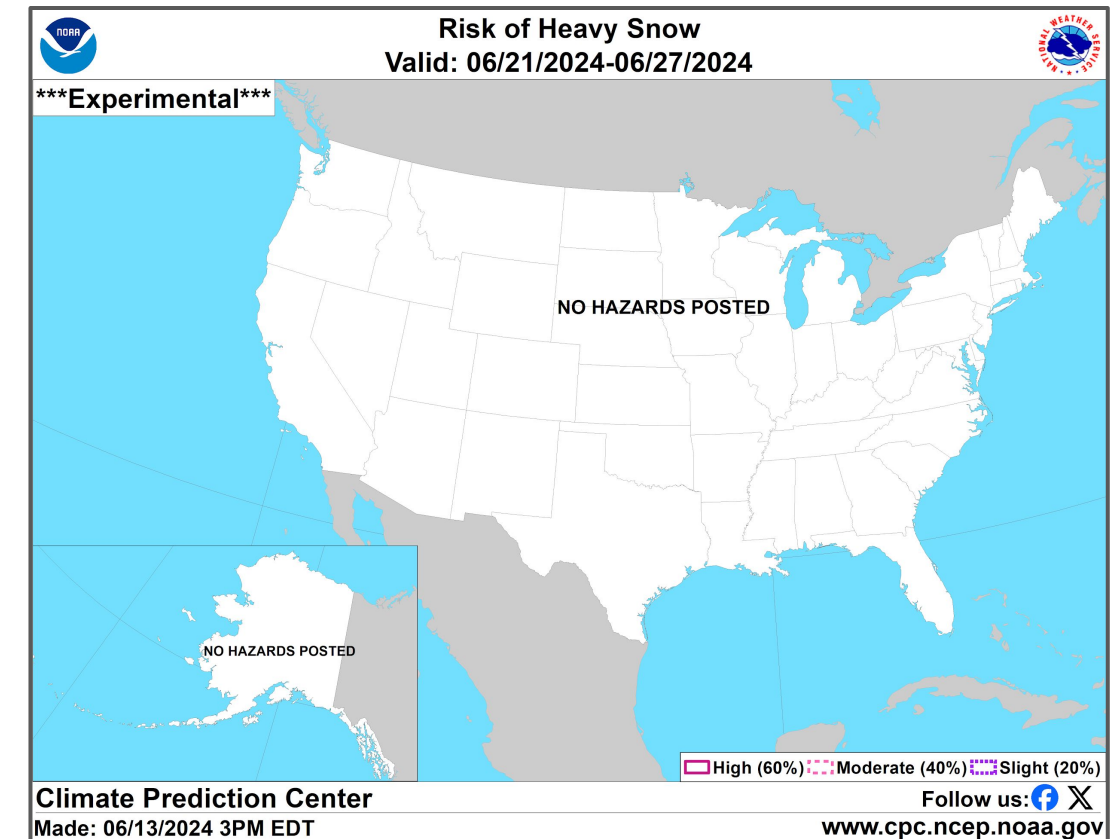 NOAA
Risk of Heavy Snow
Valid: 06/21/2024-06/27/2024
NATIONAL WEATHER SERVICE
***Experimental***
NO HAZARDS POSTED
NO HAZARDS POSTED
High (60%) Moderate (40%) Slight (20%)
Climate Prediction Center
Follow us:
Made: 06/13/2024 3PM EDT
www.cpc.ncep.noaa.gov